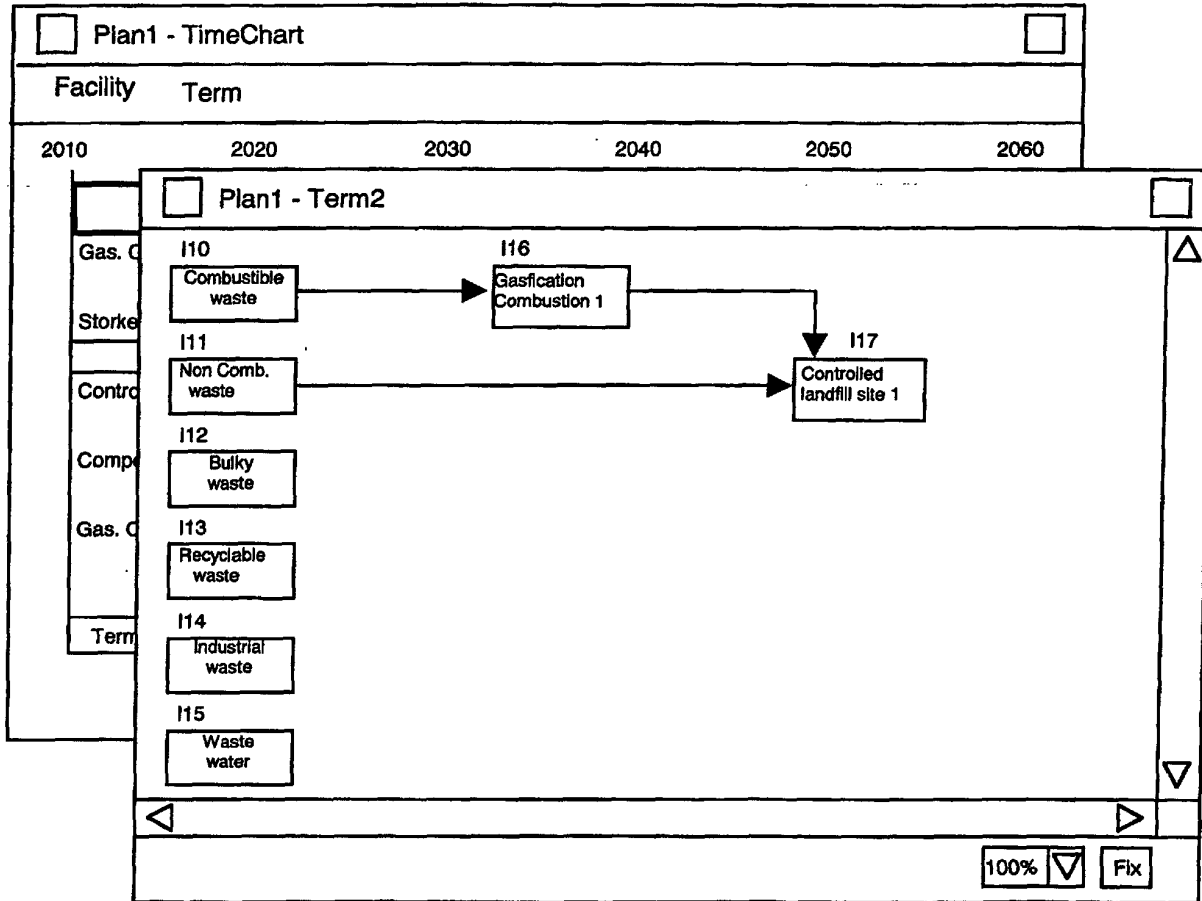 Plan1 - TimeChart
Facility Term
2010 2020 2030 2040 2050 2060
Plan1 - Term2
Gas. C
Storke
Contro
Compo
Gas. C
Term
I10
Combustible
waste
I16
Gasfication
Combustion 1
I11
Non Comb.
waste
I17
Controlled
landfill site 1
I12
Bulky
waste
I13
Recyclable
waste
I14
Industrial
waste
I15
Waste
water
100%
Fix